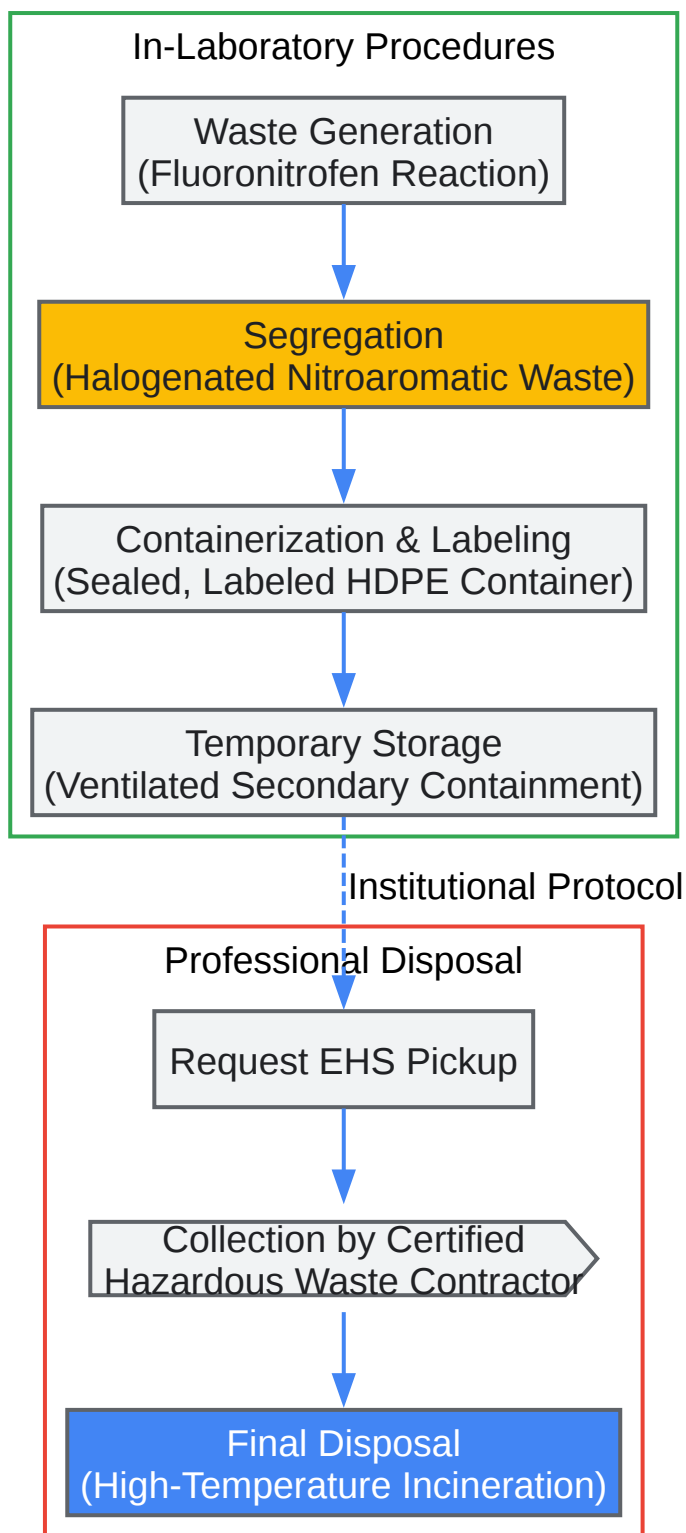 In-Laboratory Procedures
Waste Generation
(Fluoronitrofen Reaction)
Segregation
(Halogenated Nitroaromatic Waste)
Containerization & Labeling
(Sealed, Labeled HDPE Container)
Temporary Storage
(Ventilated Secondary Containment)
Institutional Protocol
Professional Disposal
Request EHS Pickup
Collection by Certified
Hazardous Waste Contractor
Final Disposal
(High-Temperature Incineration)